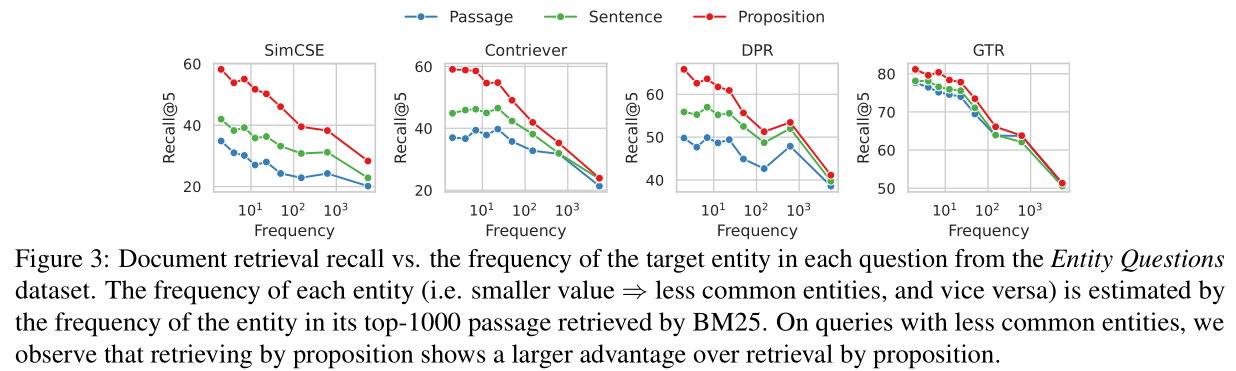 Passage Sentence Proposition
SimCSE Contriever DPR GTR
Recall@5 Recall@5 Recall@5 Recall@5
60 60 60 80
40 40 50 70
20 20 40 60
50
10¹ 10² 10³ 10¹ 10² 10³ 10¹ 10² 10³ 10¹ 10² 10³
Frequency Frequency Frequency Frequency
Figure 3: Document retrieval recall vs. the frequency of the target entity in each question from the Entity Questions
dataset. The frequency of each entity (i.e. smaller value ⇒ less common entities, and vice versa) is estimated by
the frequency of the entity in its top-1000 passage retrieved by BM25. On queries with less common entities, we
observe that retrieving by proposition shows a larger advantage over retrieval by proposition.